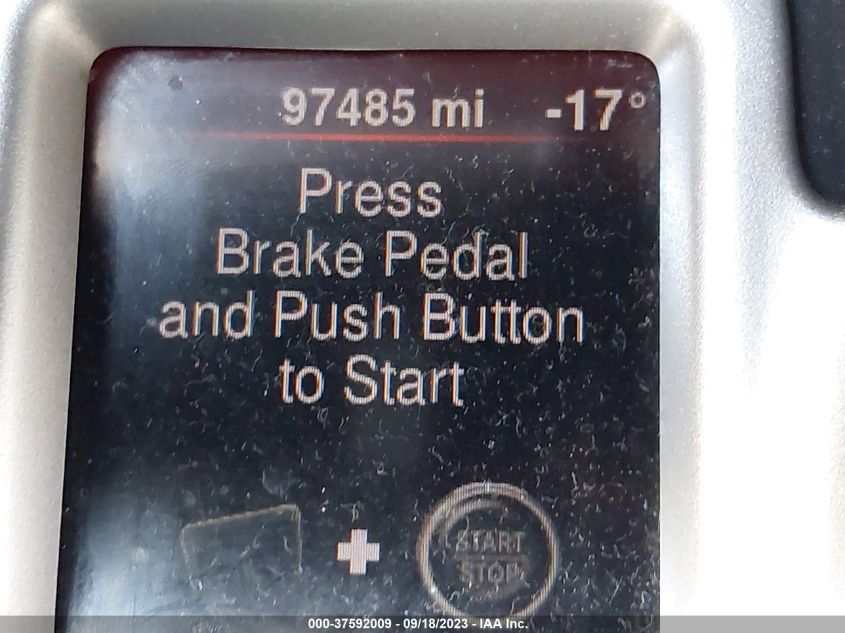 97485 mi -17°
Press
Brake Pedal
and Push Button
to Start
START
STOP
000-37592009 - 09/18/2023 - IAA Inc.